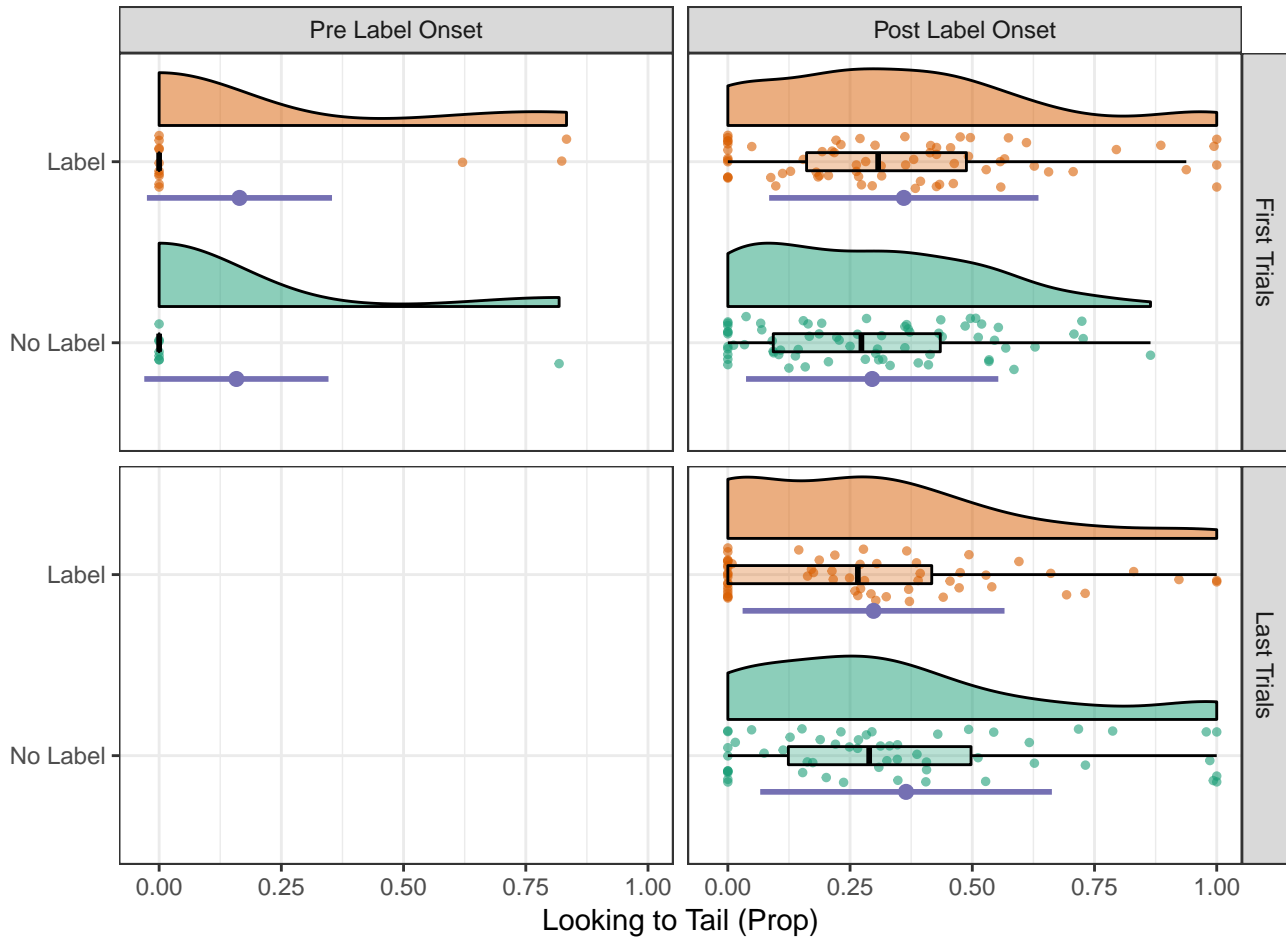 Pre Label Onset
Post Label Onset
Label
No Label
First Trials
Label
No Label
Last Trials
0.00 0.25 0.50 0.75 1.00
0.00 0.25 0.50 0.75 1.00
Looking to Tail (Prop)